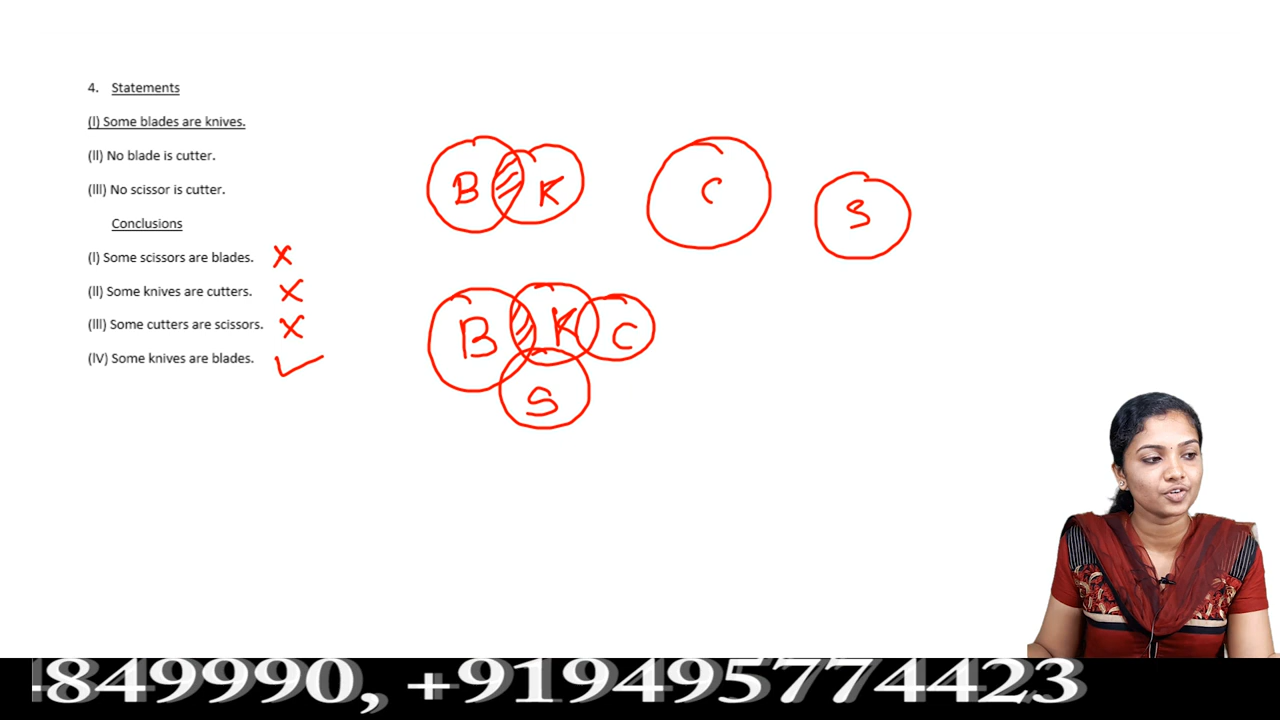 4. Statements
(I) Some blades are knives.
(II) No blade is cutter.
(III) No scissor is cutter.
Conclusions
(I) Some scissors are blades. X
(II) Some knives are cutters. X
(III) Some cutters are scissors. X
(IV) Some knives are blades. ✓
B K C S
B K C
S
849990, +919495774423